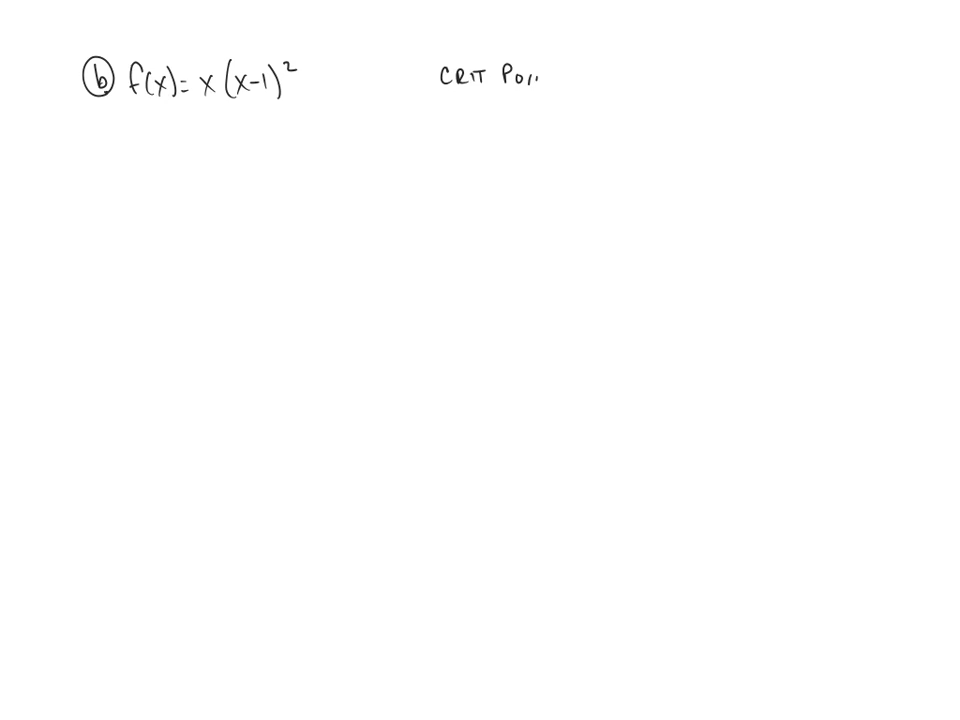 ⓑ f(x) = x (x-1)² CRIT